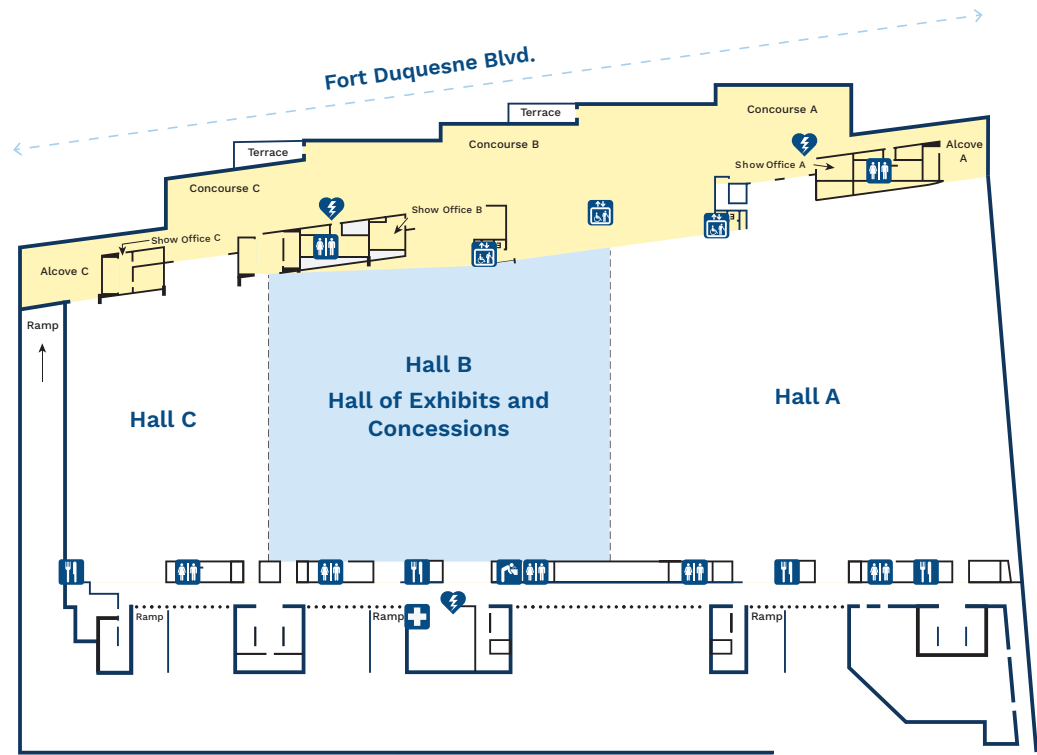 Fort Duquesne Blvd.
Concourse A
Terrace
Concourse B
Terrace
Alcove
A
Show Office A
Concourse C
Show Office B
Show Office C
Alcove C
Ramp
Hall B
Hall of Exhibits and
Concessions
Hall A
Hall C
Ramp
Ramp
Ramp